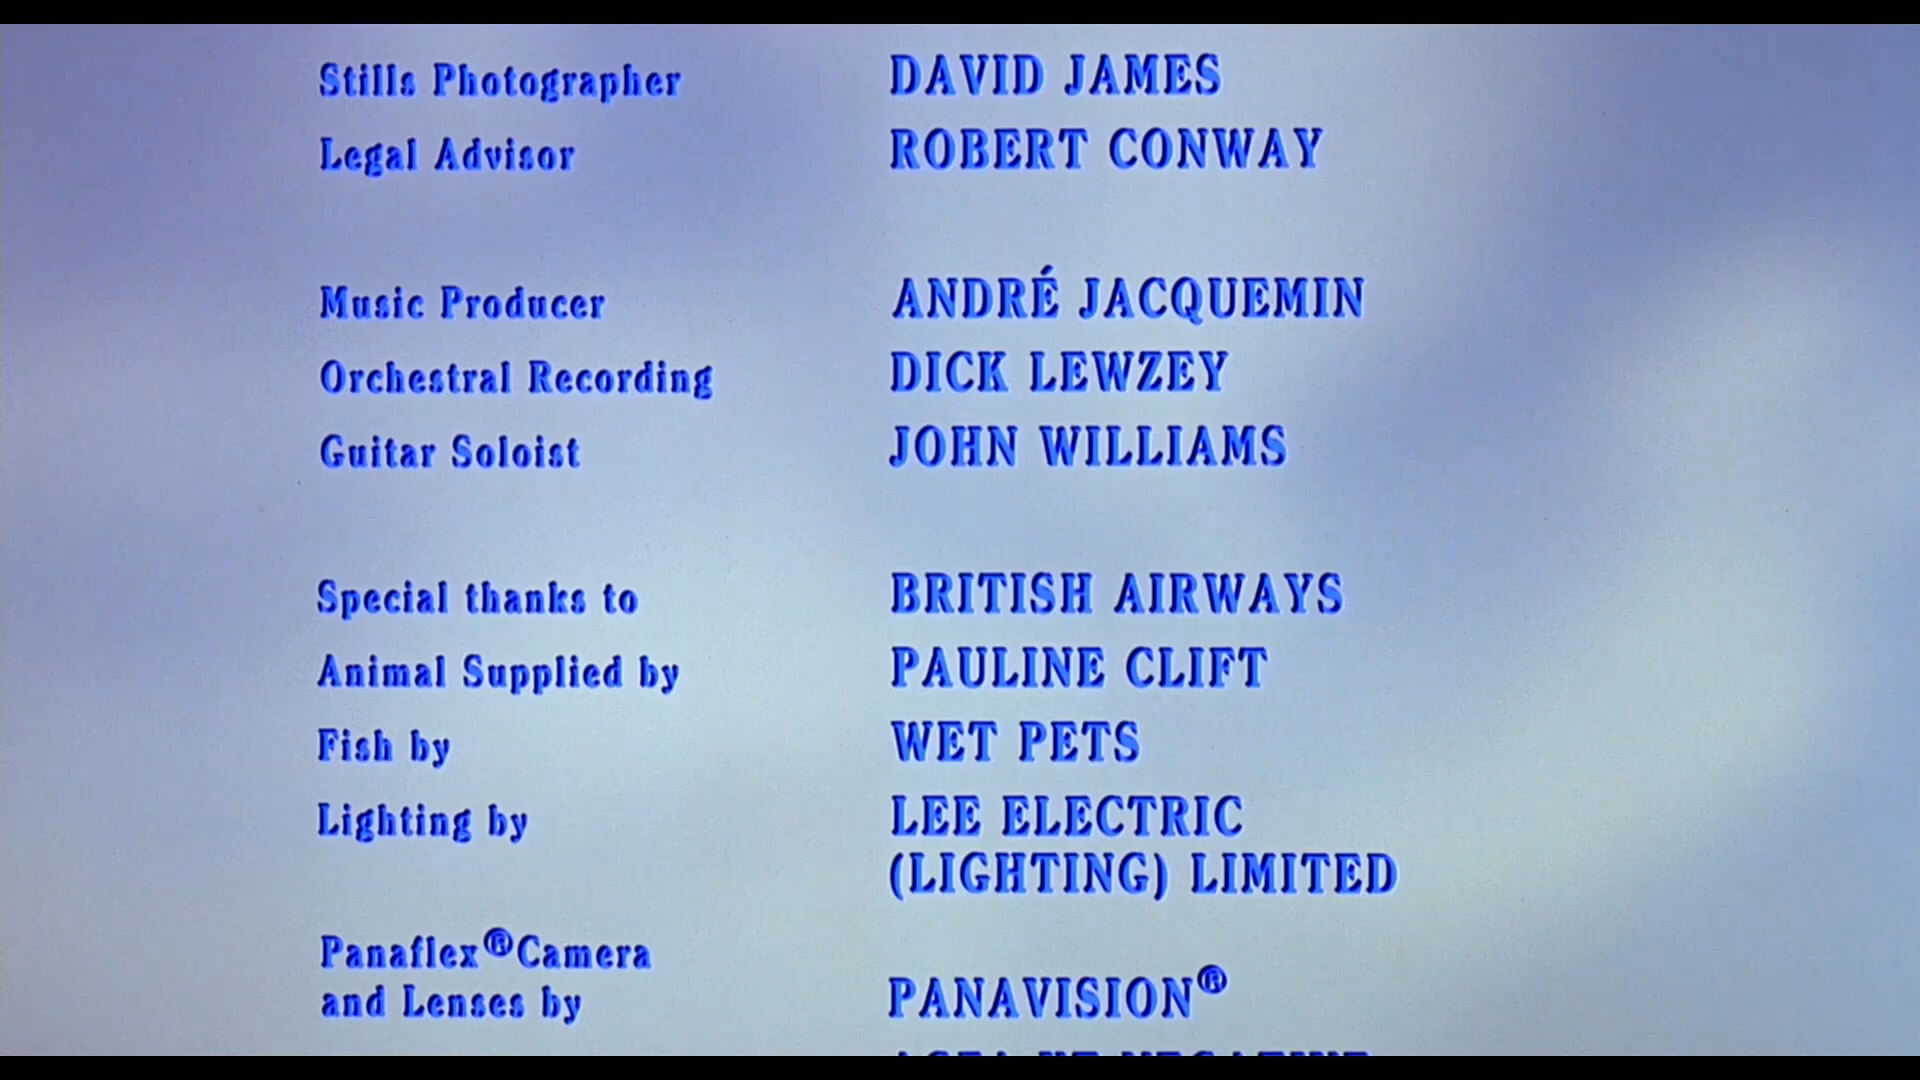 Stills Photographer DAVID JAMES
Legal Advisor ROBERT CONWAY
Music Producer ANDRÉ JACQUEMIN
Orchestral Recording DICK LEWZEY
Guitar Soloist JOHN WILLIAMS
Special thanks to BRITISH AIRWAYS
Animal Supplied by PAULINE CLIFT
Fish by WET PETS
Lighting by LEE ELECTRIC
(LIGHTING) LIMITED
Panaflex® Camera
and Lenses by PANAVISION®